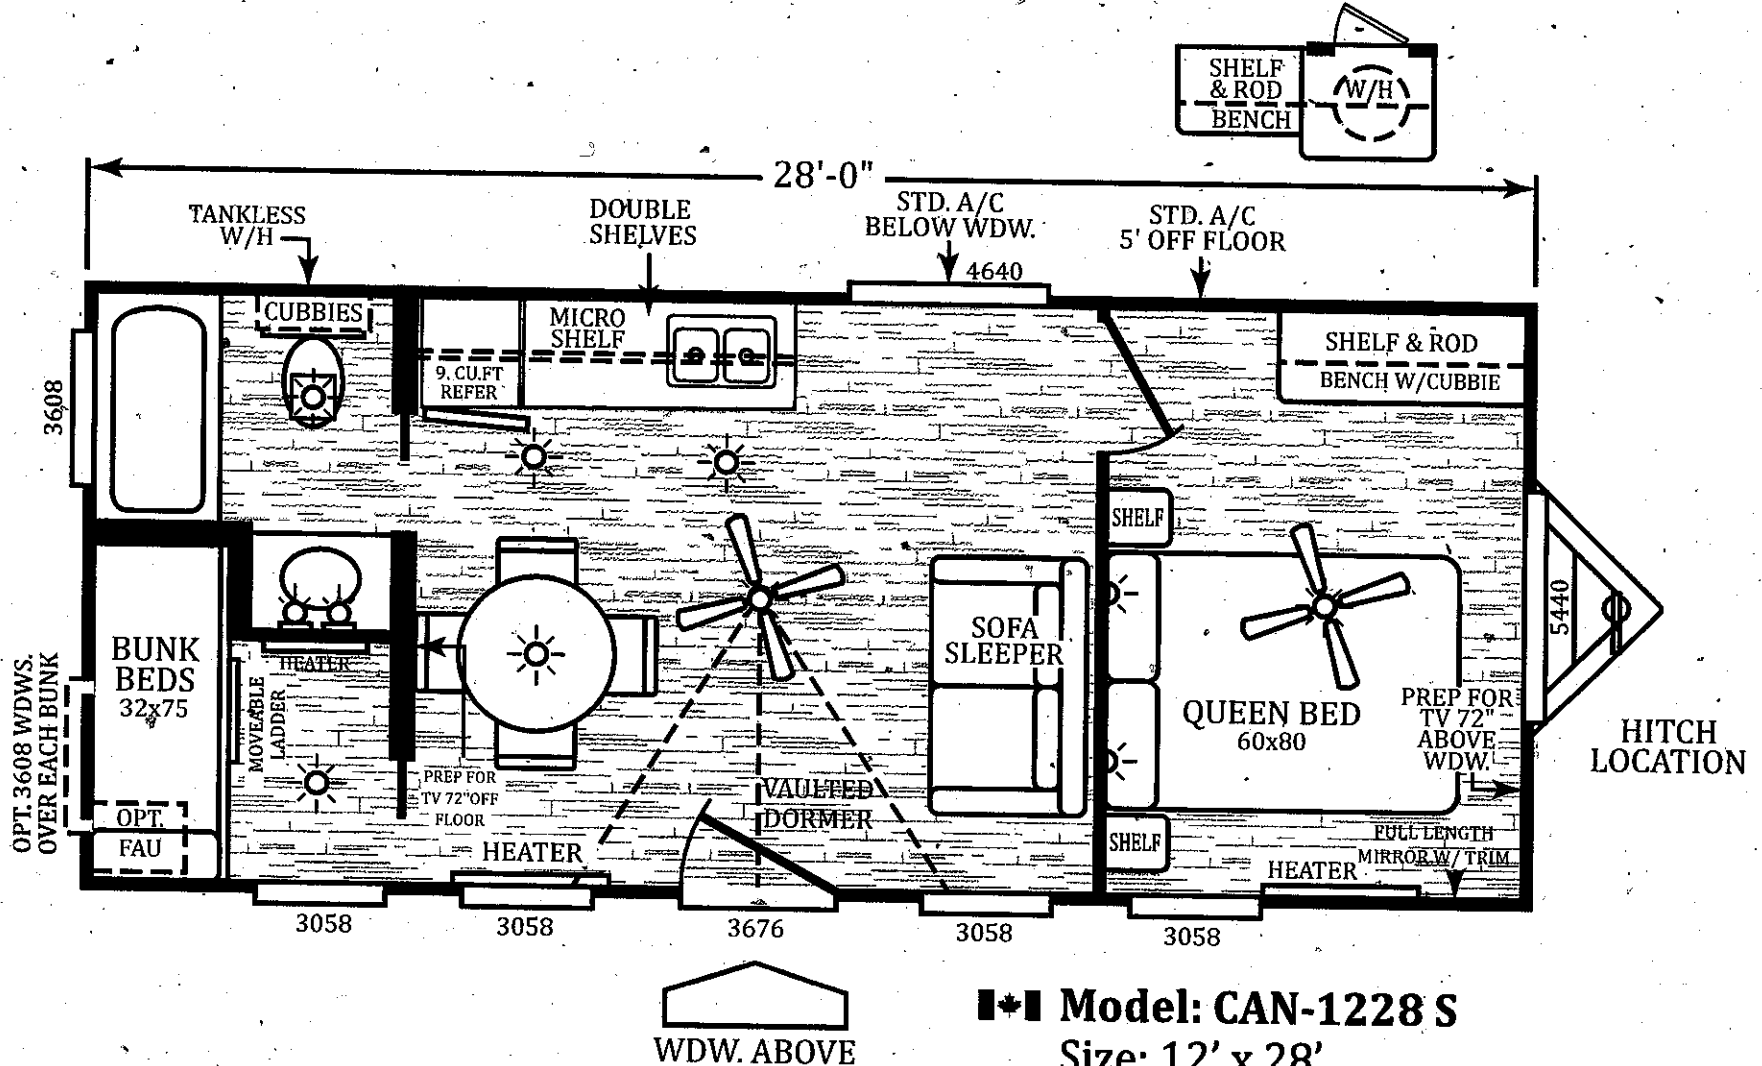 SHELF
& ROD
BENCH
W/H
28'-0"
TANKLESS
W/H
DOUBLE
SHELVES
STD. A/C
BELOW WDW.
4640
STD. A/C
5' OFF FLOOR
CUBBIES
MICRO
SHELF
9. CU.FT
REFER
SHELF & ROD
BENCH W/CUBBIE
3608
SHELF
SOFA
SLEEPER
5440
BUNK
BEDS
32x75
HEATER
MOVEABLE
LADDER
OPT. 3608 WDWS.
OVER EACH BUNK
OPT.
FAU
PREP FOR
TV 72"OFF
FLOOR
HEATER
VAULTED
DORMER
QUEEN BED
60x80
PREP FOR
TV 72"
ABOVE
WDW.
HITCH
LOCATION
SHELF
FULL LENGTH
MIRROR W/ TRIM
HEATER
3058
3058
3676
3058
3058
WDW. ABOVE
Model: CAN-1228 S
Size: 12' x 28'